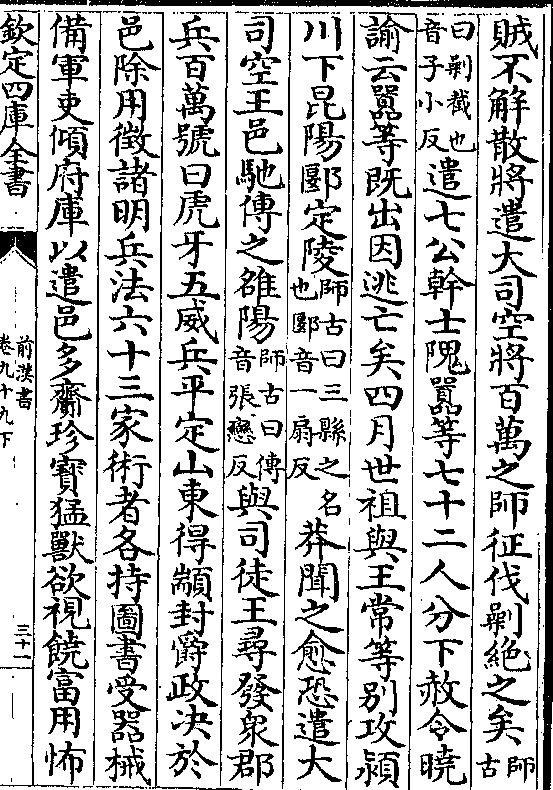 賊不解散將遣大司空將百萬之師征伐剿絶之矣師古
曰剿截也音子小反遣七公幹士隗囂等七十二人分下赦令曉
諭云囂等既出因逃亡矣四月世祖與王常等別攻潁
川下昆陽郾定陵師古曰三縣之名也郾音一扇反莽聞之愈恐遣大
司空王邑馳傳之雒陽師古曰傳音張戀反與司徒王尋發衆郡
兵百萬號曰虎牙五威兵平定山東得顓封爵政决於
邑除用徵諸明兵法六十三家術者各持圖書受器械
備軍吏傾府庫以遣邑多齎珍寶猛獸欲視饒富用怖
欽定四庫全書
前漢書
卷九十九下
三十一